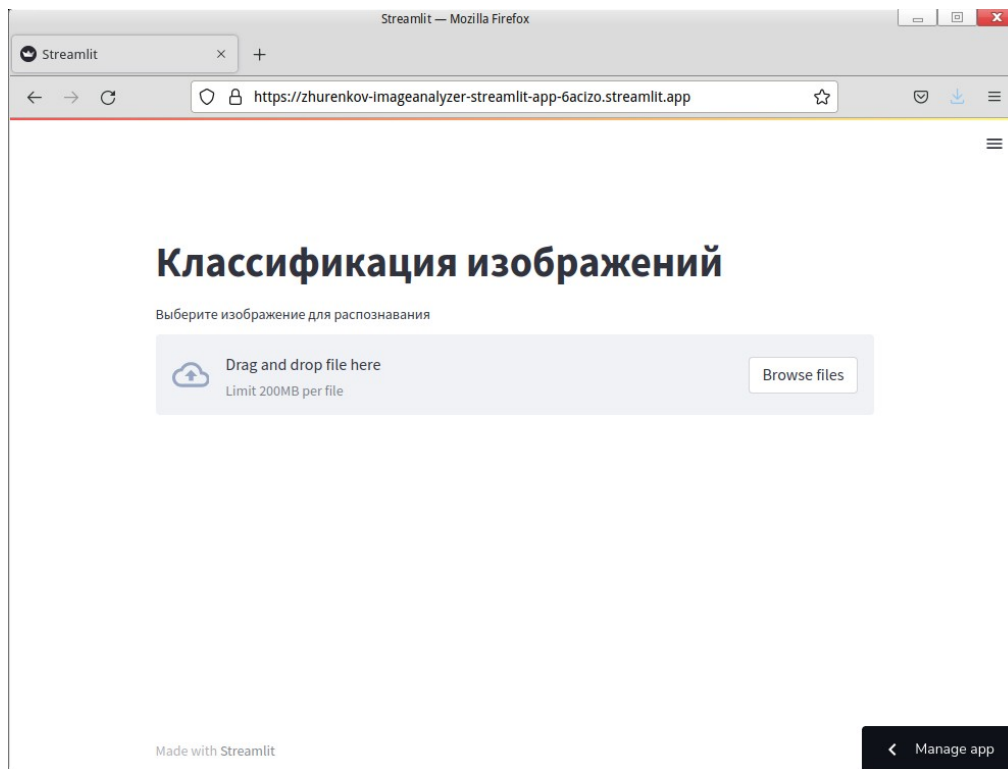 Streamlit — Mozilla Firefox
Streamlit
https://zhurenkov-imageanalyzer-streamlit-app-6acizo.streamlit.app
Классификация изображений
Выберите изображение для распознавания
Drag and drop file here
Limit 200MB per file
Browse files
Made with Streamlit
Manage app